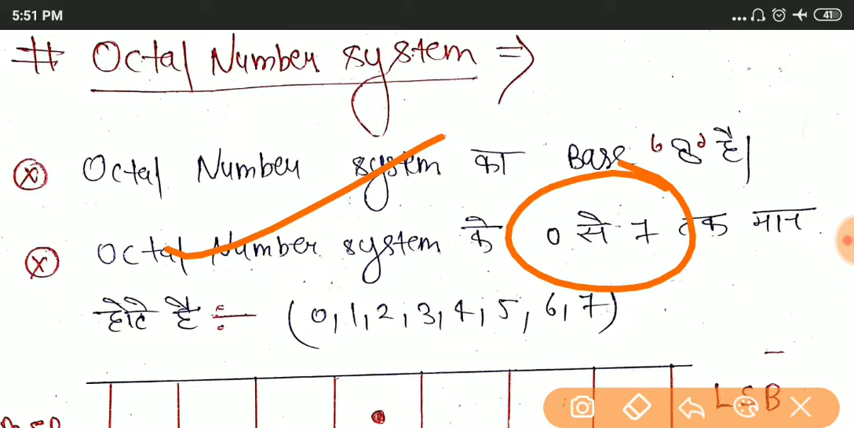 5:51 PM
41
# Octal Number system ⇒
Octal Number system का Base '8' है|
Octal Number system के 0 से 7 तक मान
होते है ÷ (0, 1, 2, 3, 4, 5, 6, 7)
LSB